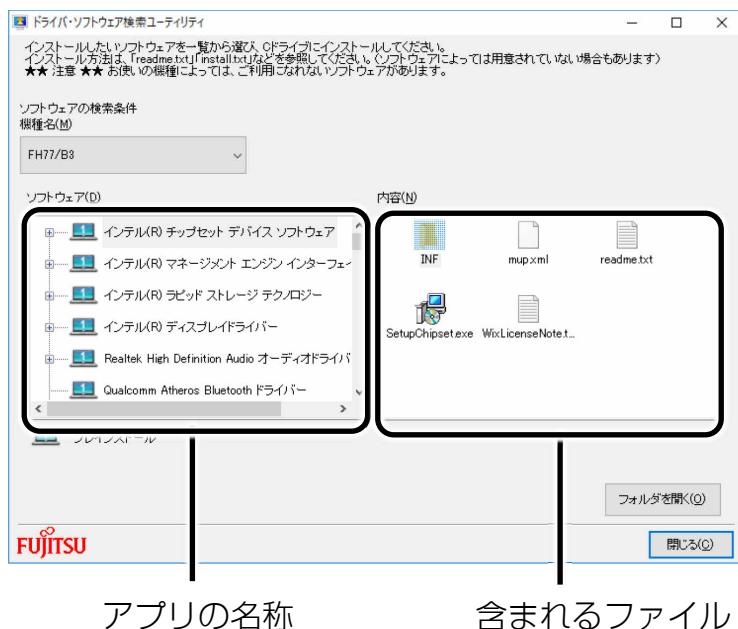 ドライバ・ソフトウェア検索ユーティリティ
インストールしたいソフトウェアを一覧から選び、Cドライブにインストールしてください。
インストール方法は、「readme.txt」「install.txt」などを参照してください。(ソフトウェアによっては用意されていない場合もあります)
★★ 注意 ★★ お使いの機種によっては、ご利用になれないソフトウェアがあります。
ソフトウェアの検索条件
機種名(M)
FH77/B3
ソフトウェア(D)
内容(N)
インテル(R) チップセット デバイス ソフトウェア
インテル(R) マネージメント エンジン インターフェー
インテル(R) ラピッド ストレージ テクノロジー
インテル(R) ディスプレイドライバー
Realtek High Definition Audio オーディオドライバ
Qualcomm Atheros Bluetooth ドライバー
INF
mup.xml
readme.txt
SetupChipset.exe
WixLicenseNote.t...
プレインストール
フォルダを開く(O)
FUJITSU
閉じる(C)
アプリの名称
含まれるファイル